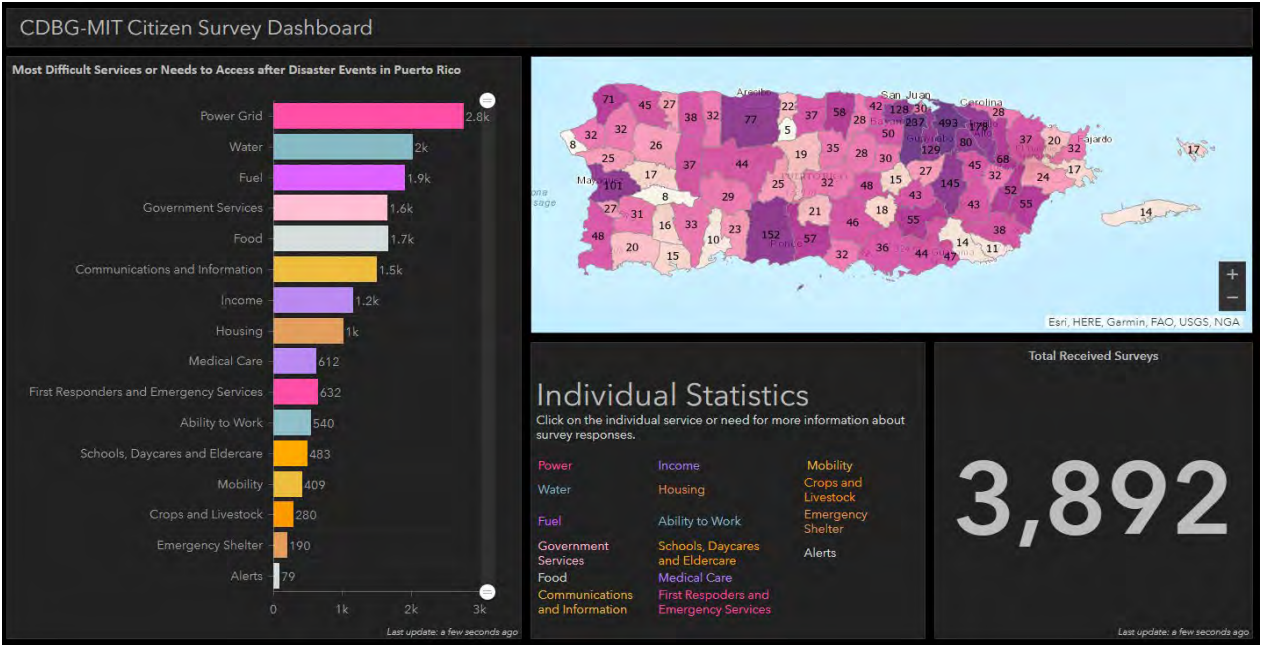 CDBG-MIT Citizen Survey Dashboard
Most Difficult Services or Needs to Access after Disaster Events in Puerto Rico
Power Grid 2.8k
Water 2k
Fuel 1.9k
Government Services 1.6k
Food 1.7k
Communications and Information 1.5k
Income 1.2k
Housing 1k
Medical Care 612
First Responders and Emergency Services 632
Ability to Work 540
Schools, Daycares and Eldercare 483
Mobility 409
Crops and Livestock 280
Emergency Shelter 190
Alerts 79
0 1k 2k 3k
Last update: a few seconds ago
Arecibo San Juan Carolina
71 45 27 38 32 77 22 37 58 42 128 30 28
5 28 50 237 493 179
8 32 32 26 129 80 37 20 32 Fajardo
25 37 44 19 35 28 30 68 17
17 45 32 24 17
Mayagüez 101 8 29 25 32 48 15 27 145 52
27 31 43 43 55
48 16 33 10 23 152 57 21 46 18 55 38 14
20 15 Ponce 32 36 44 47 14 11
+
−
Esri, HERE, Garmin, FAO, USGS, NGA
Individual Statistics
Click on the individual service or need for more information about
survey responses.
Power Income Mobility
Water Housing Crops and
Livestock
Fuel Ability to Work Emergency
Shelter
Government Schools, Daycares Alerts
Services and Eldercare
Food Medical Care
Communications First Respoders and
and Information Emergency Services
Total Received Surveys
3,892
Last update: a few seconds ago